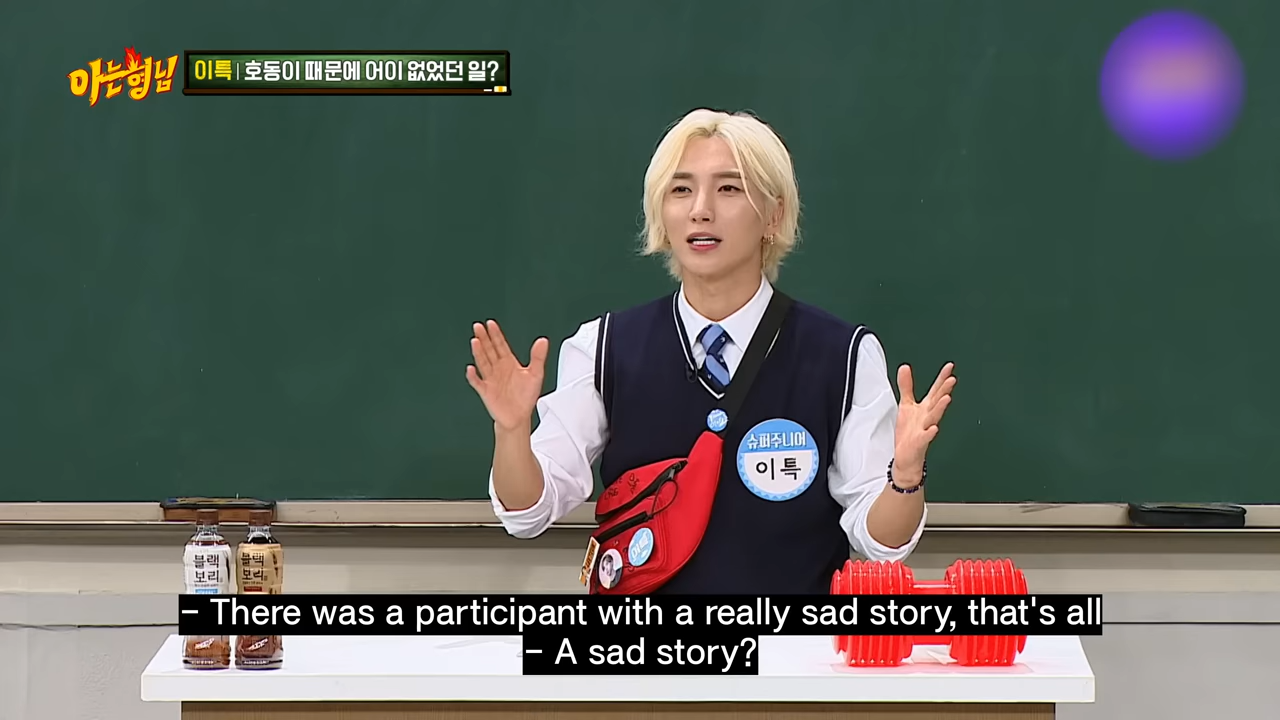 아는형님
이특 | 호동이 때문에 어이 없었던 일?
슈퍼주니어
이특
블랙
보리
블랙
보리
이특
– There was a participant with a really sad story, that's all
– A sad story?